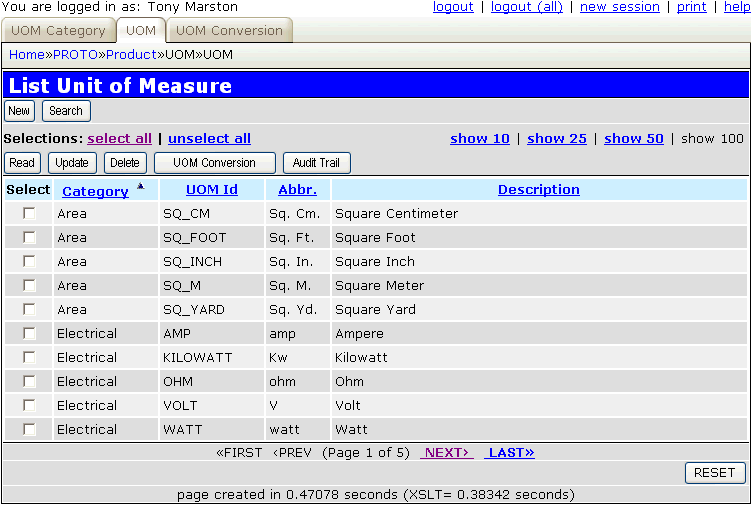 You are logged in as: Tony Marston logout | logout (all) | new session | print | help
UOM Category UOM UOM Conversion
Home»PROTO»Product»UOM»UOM
List Unit of Measure
New Search
Selections: select all | unselect all show 10 | show 25 | show 50 | show 100
Read Update Delete UOM Conversion Audit Trail
Select Category UOM Id Abbr. Description
Area SQ_CM Sq. Cm. Square Centimeter
Area SQ_FOOT Sq. Ft. Square Foot
Area SQ_INCH Sq. In. Square Inch
Area SQ_M Sq. M. Square Meter
Area SQ_YARD Sq. Yd. Square Yard
Electrical AMP amp Ampere
Electrical KILOWATT Kw Kilowatt
Electrical OHM ohm Ohm
Electrical VOLT V Volt
Electrical WATT watt Watt
«FIRST ‹PREV (Page 1 of 5) NEXT› LAST»
RESET
page created in 0.47078 seconds (XSLT= 0.38342 seconds)